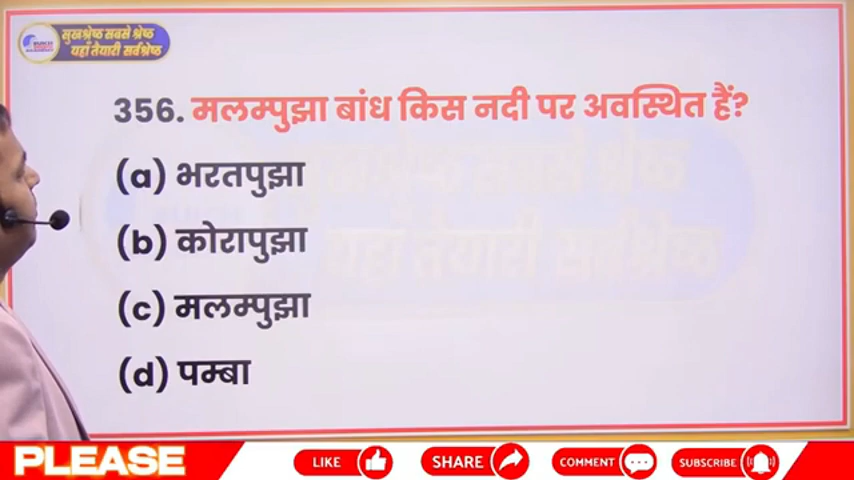 सुखश्रेष्ठ सबसे श्रेष्ठ
यहाँ तैयारी सर्वश्रेष्ठ
356. मलम्पुझा बांध किस नदी पर अवस्थित हैं?
(a) भरतपुझा
(b) कोरापुझा
(c) मलम्पुझा
(d) पम्बा
PLEASE
LIKE
SHARE
COMMENT
SUBSCRIBE